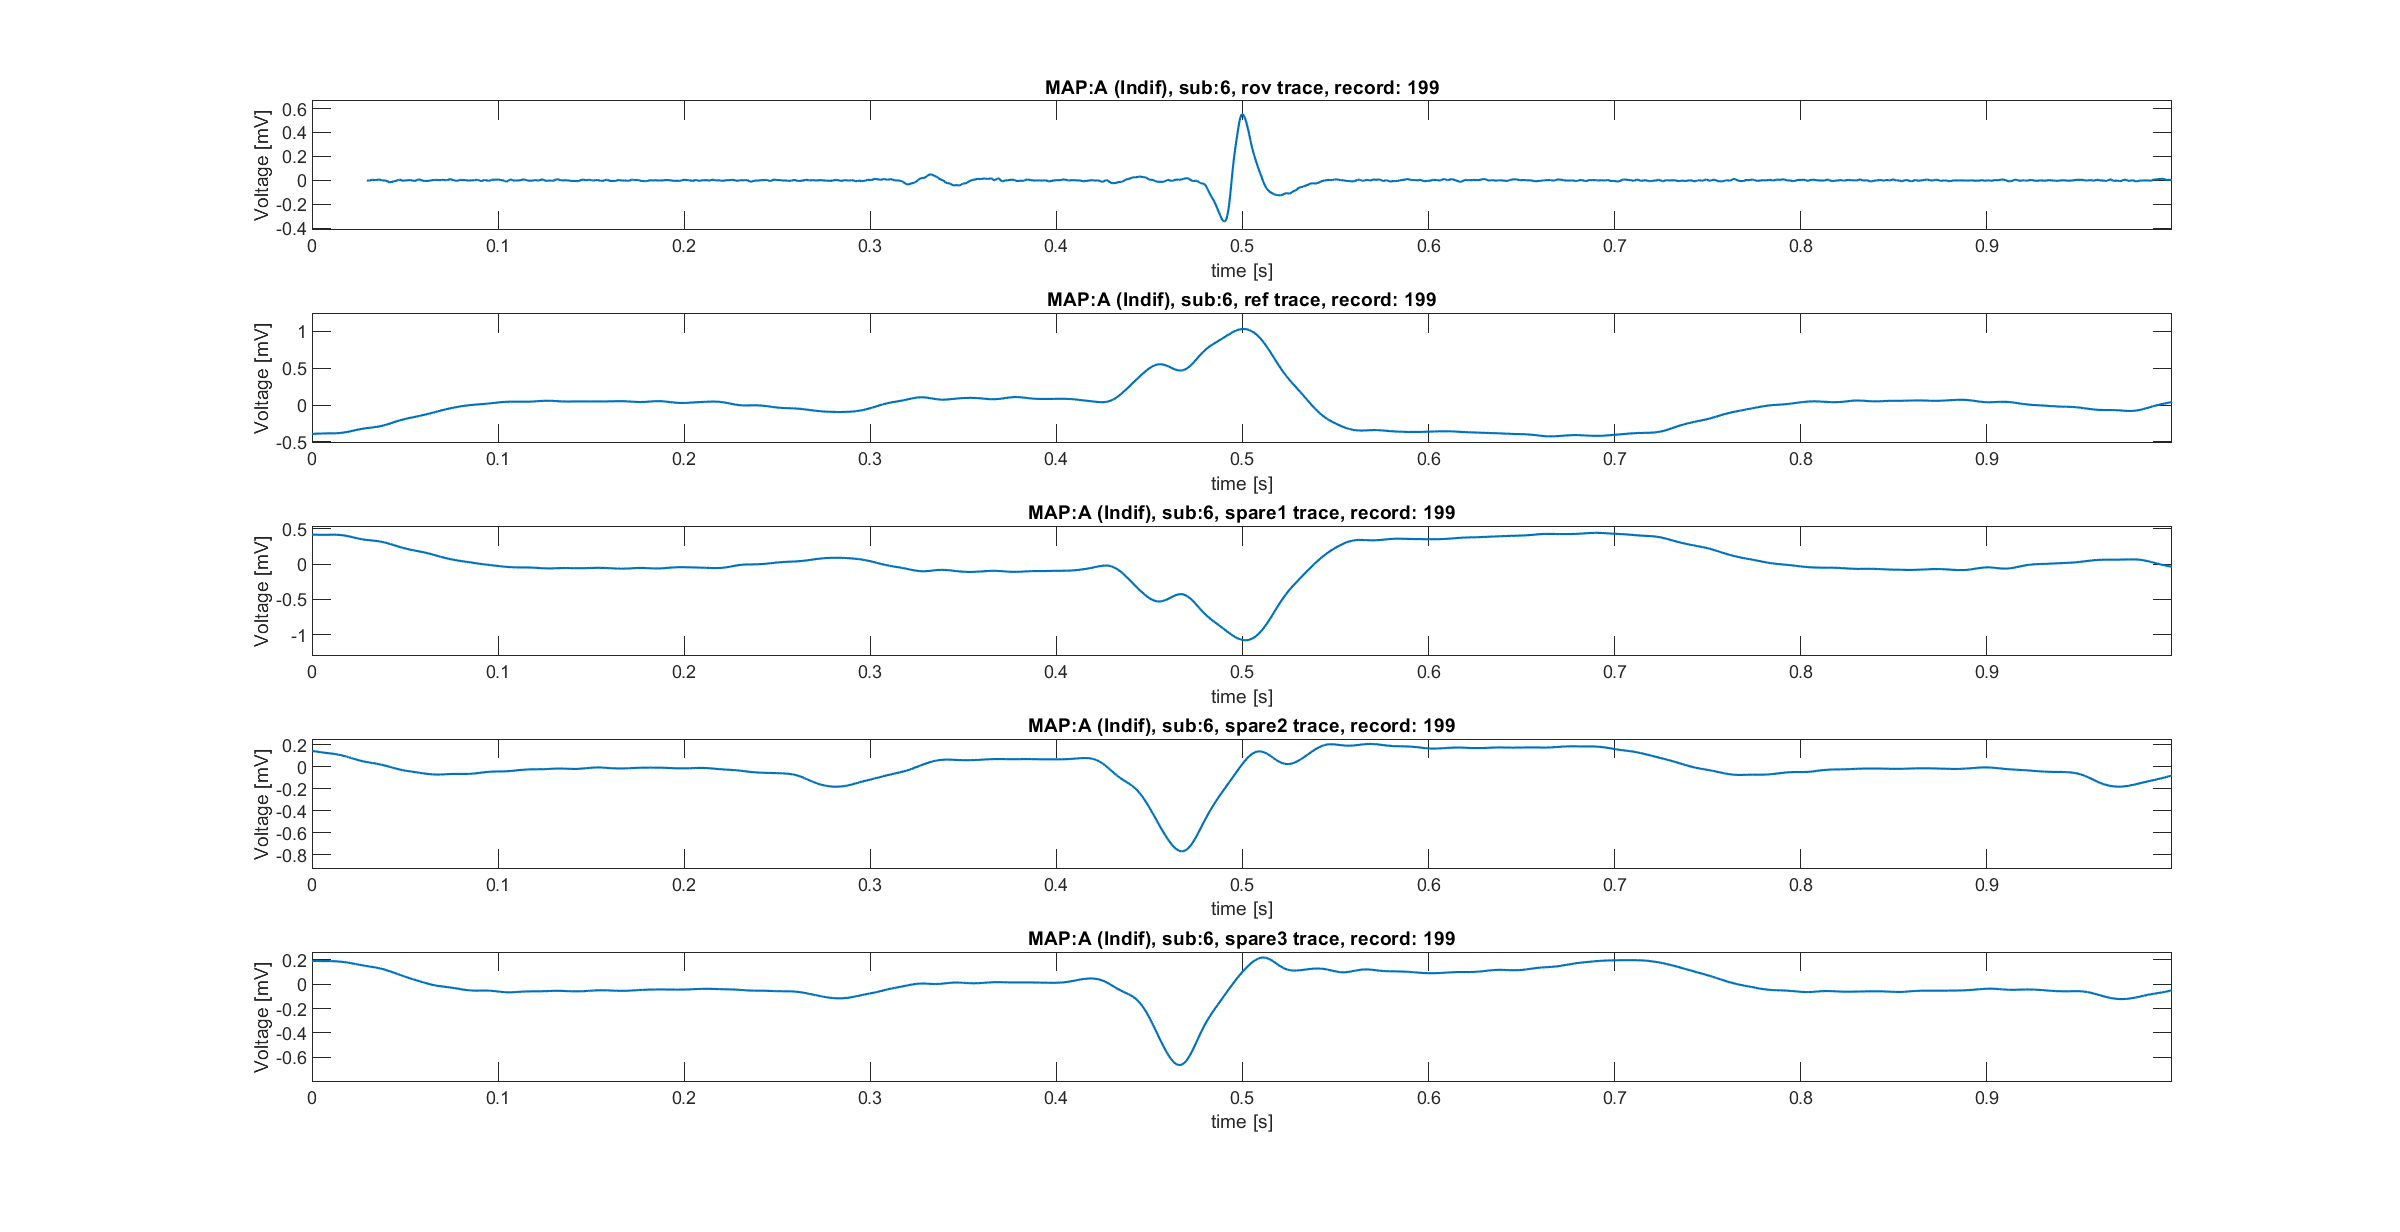 MAP:A (Indif), sub:6, rov trace, record: 199
Voltage [mV]
0.6
0.4
0.2
0
-0.2
-0.4
0 0.1 0.2 0.3 0.4 0.5 0.6 0.7 0.8 0.9
time [s]
MAP:A (Indif), sub:6, ref trace, record: 199
Voltage [mV]
1
0.5
0
-0.5
0 0.1 0.2 0.3 0.4 0.5 0.6 0.7 0.8 0.9
time [s]
MAP:A (Indif), sub:6, spare1 trace, record: 199
Voltage [mV]
0.5
0
-0.5
-1
0 0.1 0.2 0.3 0.4 0.5 0.6 0.7 0.8 0.9
time [s]
MAP:A (Indif), sub:6, spare2 trace, record: 199
Voltage [mV]
0.2
0
-0.2
-0.4
-0.6
-0.8
0 0.1 0.2 0.3 0.4 0.5 0.6 0.7 0.8 0.9
time [s]
MAP:A (Indif), sub:6, spare3 trace, record: 199
Voltage [mV]
0.2
0
-0.2
-0.4
-0.6
0 0.1 0.2 0.3 0.4 0.5 0.6 0.7 0.8 0.9
time [s]